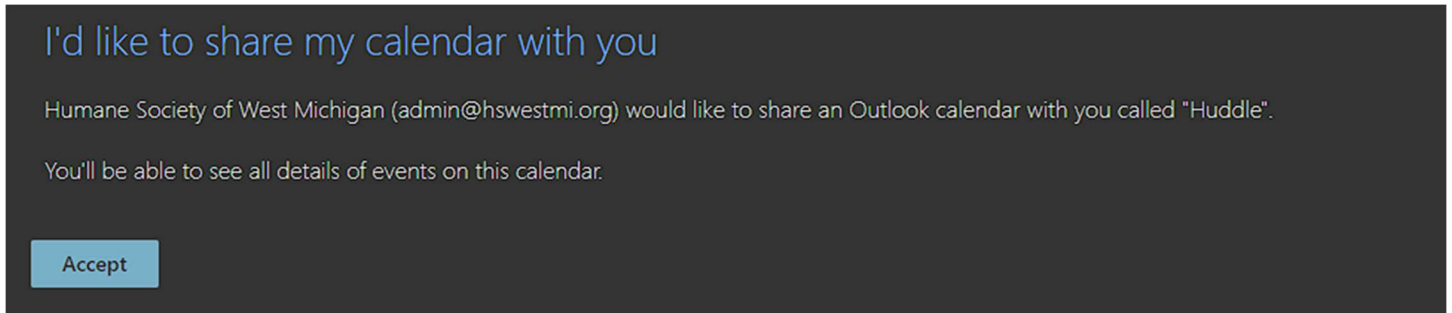 I'd like to share my calendar with you
Humane Society of West Michigan (admin@hswestmi.org) would like to share an Outlook calendar with you called "Huddle".
You'll be able to see all details of events on this calendar.
Accept